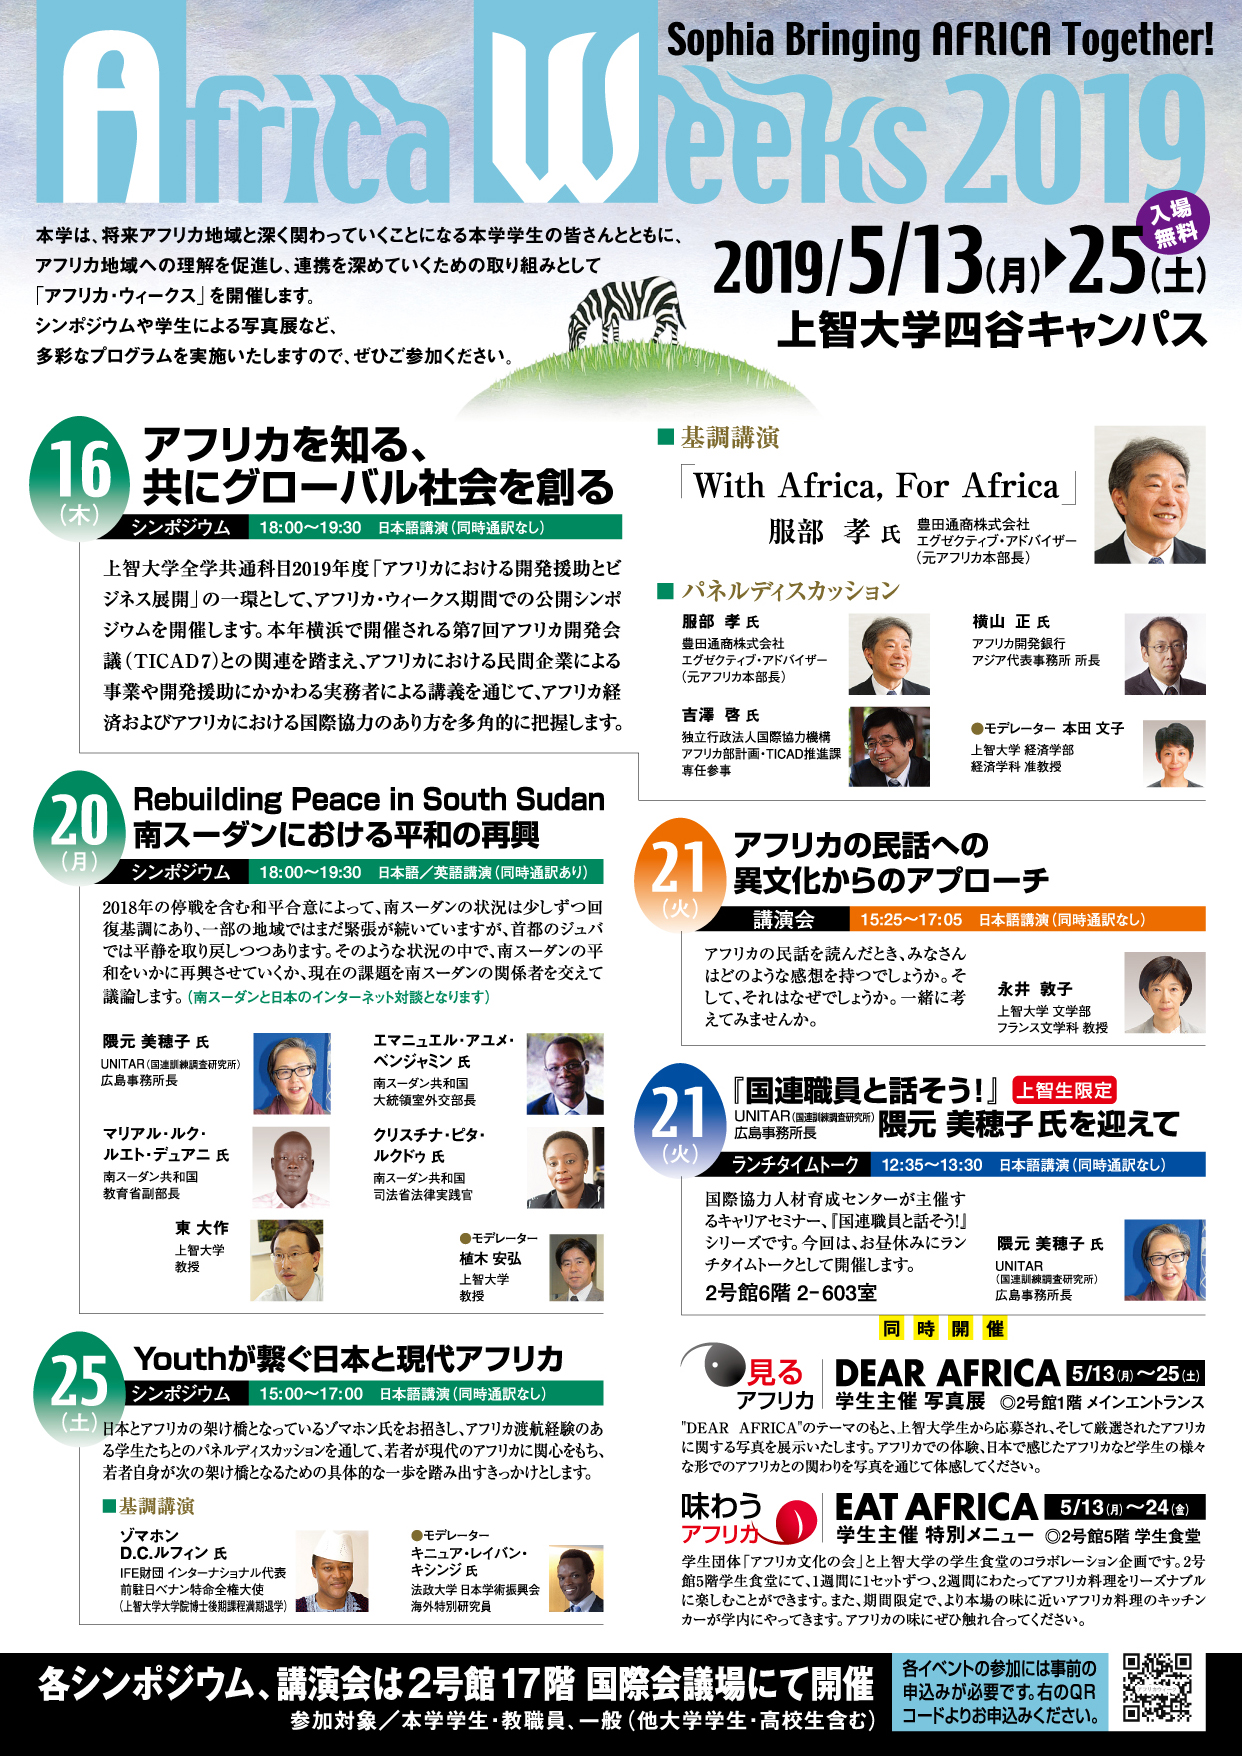 Sophia Bringing AFRICA Together!
Africa Weeks 2019
入場
無料
2019/5/13(月)▶25(土)
上智大学四谷キャンパス
本学は、将来アフリカ地域と深く関わっていくことになる本学学生の皆さんとともに、
アフリカ地域への理解を促進し、連携を深めていくための取り組みとして
「アフリカ・ウィークス」を開催します。
シンポジウムや学生による写真展など、
多彩なプログラムを実施いたしますので、ぜひご参加ください。
16
(木)
アフリカを知る、
共にグローバル社会を創る
シンポジウム 18:00〜19:30 日本語講演(同時通訳なし)
上智大学全学共通科目2019年度「アフリカにおける開発援助とビ
ジネス展開」の一環として、アフリカ・ウィークス期間での公開シンポ
ジウムを開催します。本年横浜で開催される第7回アフリカ開発会
議(TICAD7)との関連を踏まえ、アフリカにおける民間企業による
事業や開発援助にかかわる実務者による講義を通じて、アフリカ経
済およびアフリカにおける国際協力のあり方を多角的に把握します。
■基調講演
「With Africa, For Africa」
服部 孝 氏
豊田通商株式会社
エグゼクティブ・アドバイザー
(元アフリカ本部長)
■パネルディスカッション
服部 孝 氏
豊田通商株式会社
エグゼクティブ・アドバイザー
(元アフリカ本部長)
横山 正 氏
アフリカ開発銀行
アジア代表事務所 所長
吉澤 啓 氏
独立行政法人国際協力機構
アフリカ部計画・TICAD推進課
専任参事
●モデレーター 本田 文子
上智大学 経済学部
経済学科 准教授
20
(月)
Rebuilding Peace in South Sudan
南スーダンにおける平和の再興
シンポジウム 18:00〜19:30 日本語/英語講演(同時通訳あり)
2018年の停戦を含む和平合意によって、南スーダンの状況は少しずつ回
復基調にあり、一部の地域ではまだ緊張が続いていますが、首都のジュバ
では平静を取り戻しつつあります。そのような状況の中で、南スーダンの平
和をいかに再興させていくか、現在の課題を南スーダンの関係者を交えて
議論します。(南スーダンと日本のインターネット対談となります)
隈元 美穂子 氏
UNITAR(国連訓練調査研究所)
広島事務所長
エマニュエル・アユメ・
ベンジャミン 氏
南スーダン共和国
大統領室外交部長
マリアル・ルク・
ルエト・デュアニ 氏
南スーダン共和国
教育省副部長
クリスチナ・ピタ・
ルクドゥ 氏
南スーダン共和国
司法省法律実践官
東 大作
上智大学
教授
●モデレーター
植木 安弘
上智大学
教授
25
(土)
Youthが繋ぐ日本と現代アフリカ
シンポジウム 15:00〜17:00 日本語講演(同時通訳なし)
日本とアフリカの架け橋となっているゾマホン氏をお招きし、アフリカ渡航経験のあ
る学生たちとのパネルディスカッションを通して、若者が現代のアフリカに関心をもち、
若者自身が次の架け橋となるための具体的な一歩を踏み出すきっかけとします。
■基調講演
ゾマホン
D.C.ルフィン 氏
IFE財団 インターナショナル代表
前駐日ベナン特命全権大使
(上智大学大学院博士後期課程満期退学)
●モデレーター
キニュア・レイバン・
キシンジ 氏
法政大学 日本学術振興会
海外特別研究員
21
(火)
アフリカの民話への
異文化からのアプローチ
講演会 15:25〜17:05 日本語講演(同時通訳なし)
アフリカの民話を読んだとき、みなさん
はどのような感想を持つでしょうか。そ
して、それはなぜでしょうか。一緒に考
えてみませんか。
永井 敦子
上智大学 文学部
フランス文学科 教授
21
(火)
『国連職員と話そう!』 上智生限定
UNITAR(国連訓練調査研究所)
広島事務所長
隈元 美穂子 氏を迎えて
ランチタイムトーク 12:35〜13:30 日本語講演(同時通訳なし)
国際協力人材育成センターが主催す
るキャリアセミナー、『国連職員と話そう!』
シリーズです。今回は、お昼休みにラン
チタイムトークとして開催します。
2号館6階 2-603室
隈元 美穂子 氏
UNITAR
(国連訓練調査研究所)
広島事務所長
同時開催
見る
アフリカ
DEAR AFRICA 5/13(月)〜25(土)
学生主催 写真展 ◎2号館1階 メインエントランス
"DEAR AFRICA"のテーマのもと、上智大学生から応募され、そして厳選されたアフリカ
に関する写真を展示いたします。アフリカでの体験、日本で感じたアフリカなど学生の様々
な形でのアフリカとの関わりを写真を通じて体感してください。
味わう
アフリカ
EAT AFRICA 5/13(月)〜24(金)
学生主催 特別メニュー ◎2号館5階 学生食堂
学生団体「アフリカ文化の会」と上智大学の学生食堂のコラボレーション企画です。2号
館5階学生食堂にて、1週間に1セットずつ、2週間にわたってアフリカ料理をリーズナブル
に楽しむことができます。また、期間限定で、より本場の味に近いアフリカ料理のキッチン
カーが学内にやってきます。アフリカの味にぜひ触れ合ってください。
各シンポジウム、講演会は2号館17階 国際会議場にて開催
参加対象/本学学生・教職員、一般(他大学学生・高校生含む)
各イベントの参加には事前の
申込みが必要です。右のQR
コードよりお申込みください。